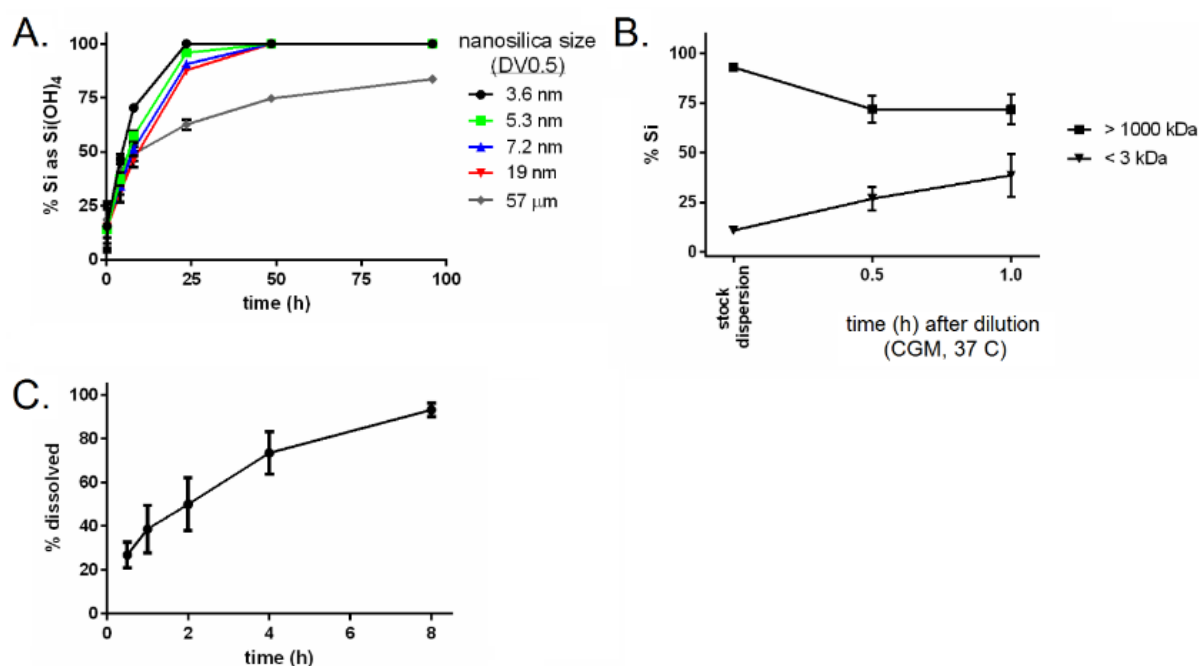 A.
% Si as Si(OH)4
100
75
50
25
0
0 25 50 75 100
time (h)
nanosilica size
(DV0.5)
3.6 nm
5.3 nm
7.2 nm
19 nm
57 μm
B.
% Si
100
75
50
25
0
stock
dispersion
0.5 1.0
time (h) after dilution
(CGM, 37 C)
> 1000 kDa
< 3 kDa
C.
% dissolved
100
80
60
40
20
0
0 2 4 6 8
time (h)